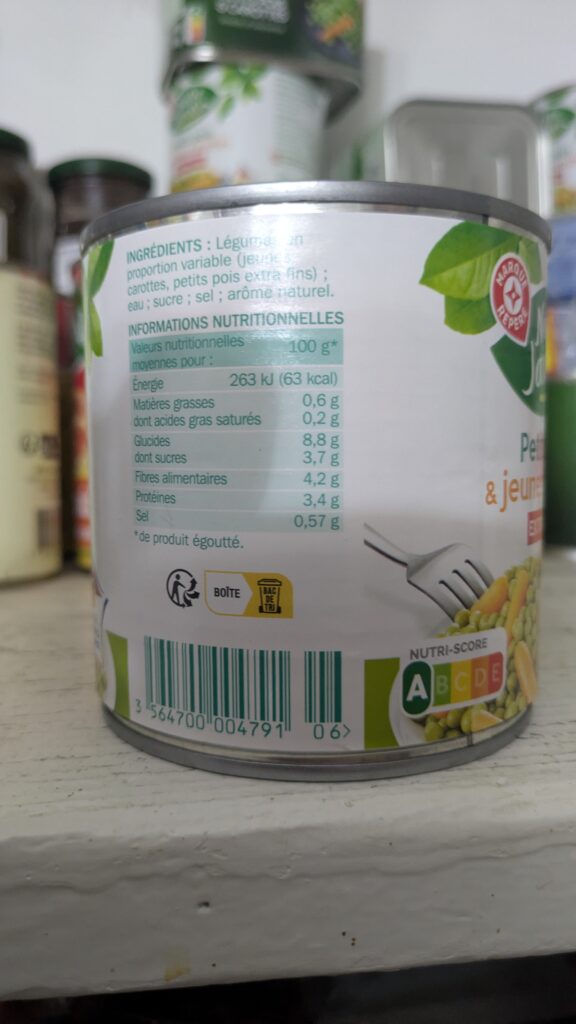 INGRÉDIENTS : Légumes en
proportion variable (jeunes
carottes, petits pois extra fins) ;
eau ; sucre ; sel ; arôme naturel.
INFORMATIONS NUTRITIONNELLES
Valeurs nutritionnelles
moyennes pour : 100 g*
Énergie 263 kJ (63 kcal)
Matières grasses 0,6 g
dont acides gras saturés 0,2 g
Glucides 8,8 g
dont sucres 3,7 g
Fibres alimentaires 4,2 g
Protéines 3,4 g
Sel 0,57 g
*de produit égoutté.
BOÎTE
BAC
DE
TRI
3 564700 004791 06>
MARQUE
REPÈRE
& jeun
NUTRI-SCORE
A B C D E